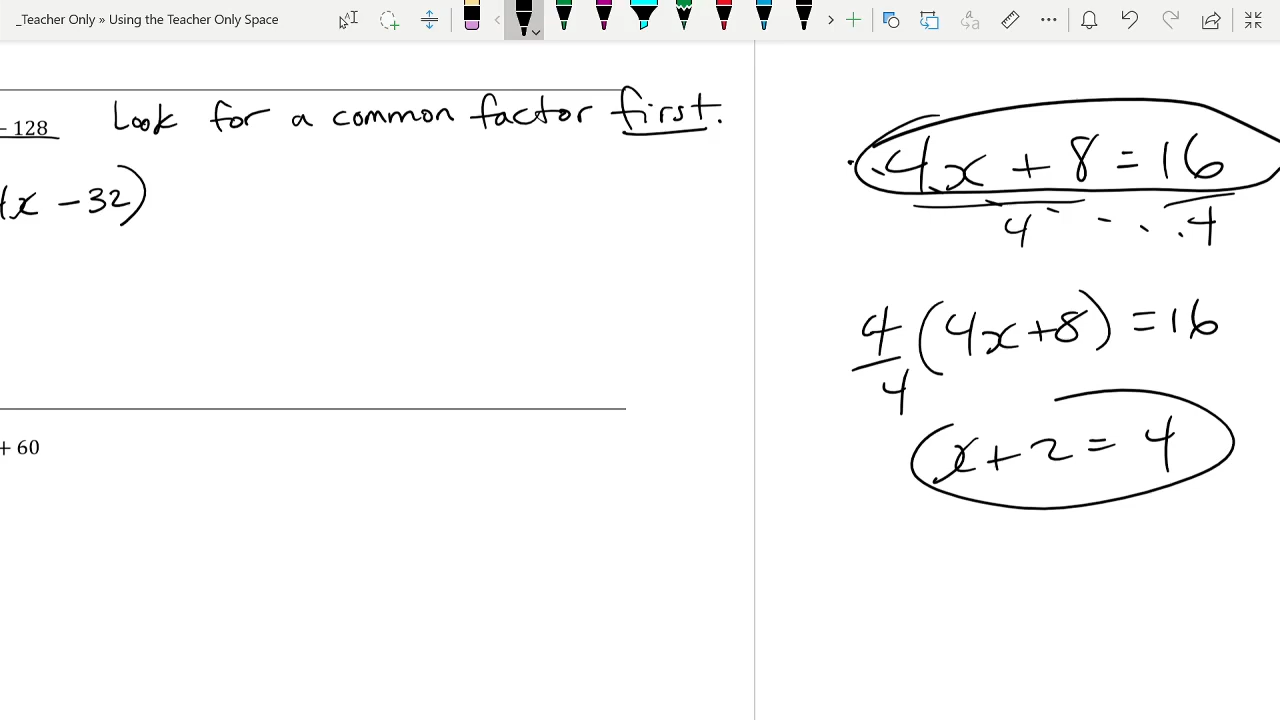 _Teacher Only » Using the Teacher Only Space
- 128 Look for a common factor first.
x - 32)
+ 60
4x + 8 = 16
4 4
4 (4x+8) = 16
4
x + 2 = 4